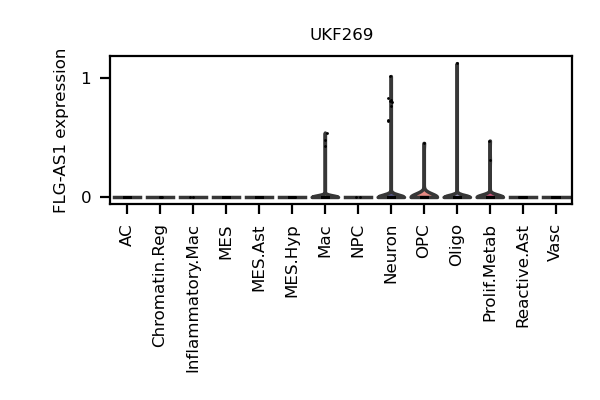 UKF269
FLG-AS1 expression
1
0
AC
Chromatin.Reg
Inflammatory.Mac
MES
MES.Ast
MES.Hyp
Mac
NPC
Neuron
OPC
Oligo
Prolif.Metab
Reactive.Ast
Vasc